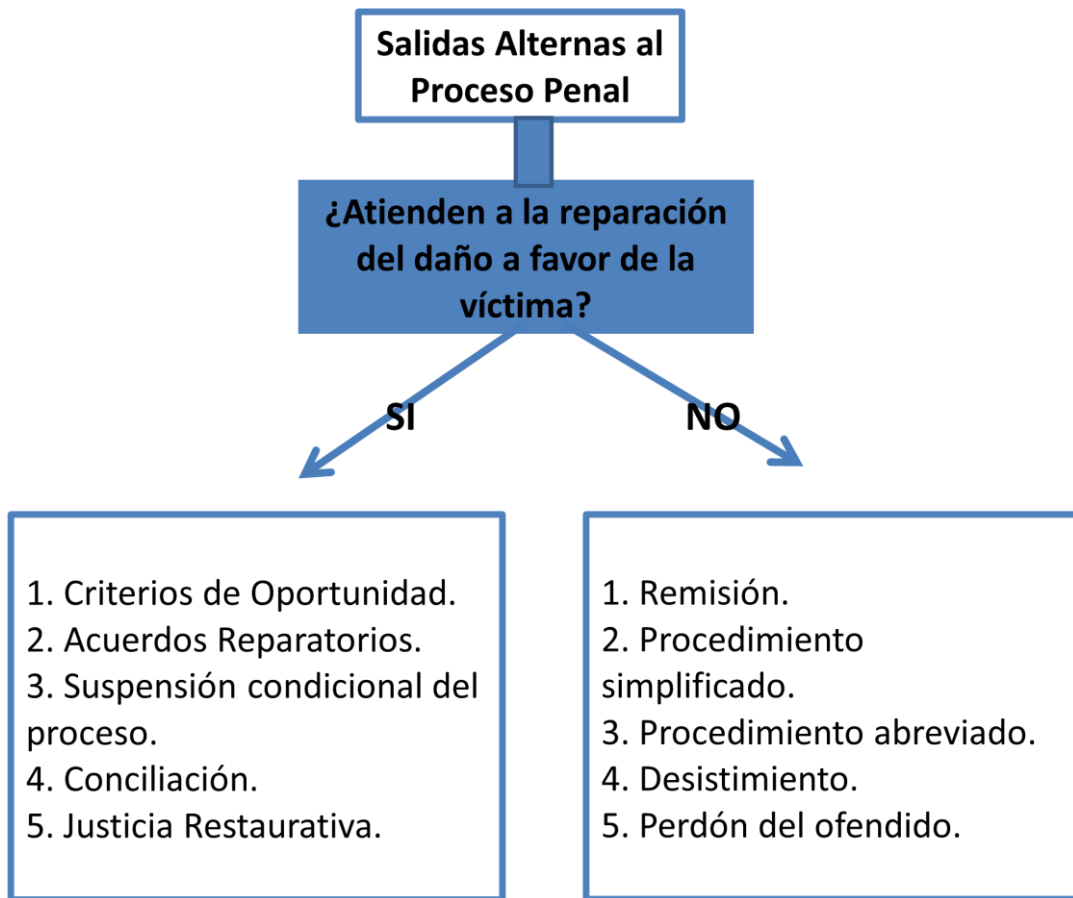 Salidas Alternas al
Proceso Penal
¿Atienden a la reparación
del daño a favor de la
víctima?
SI
NO
1. Criterios de Oportunidad.
2. Acuerdos Reparatorios.
3. Suspensión condicional del
proceso.
4. Conciliación.
5. Justicia Restaurativa.
1. Remisión.
2. Procedimiento
simplificado.
3. Procedimiento abreviado.
4. Desistimiento.
5. Perdón del ofendido.